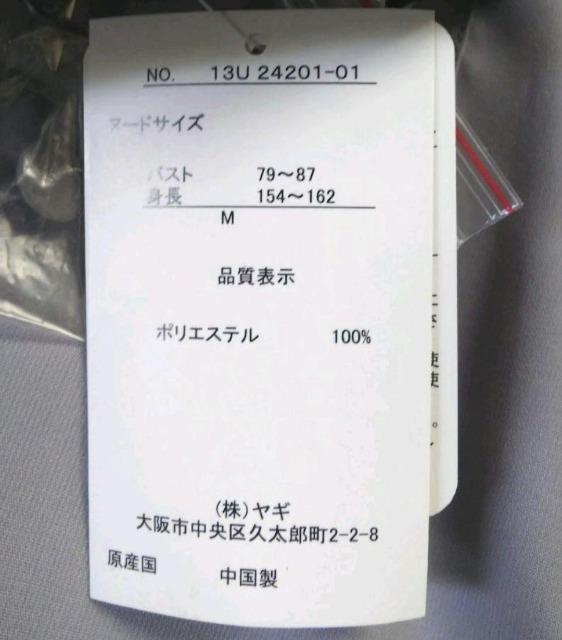 NO. 13U 24201-01
ヌードサイズ
バスト 79～87
身長 154～162
M
品質表示
ポリエステル 100%
(株)ヤギ
大阪市中央区久太郎町2-2-8
原産国 中国製